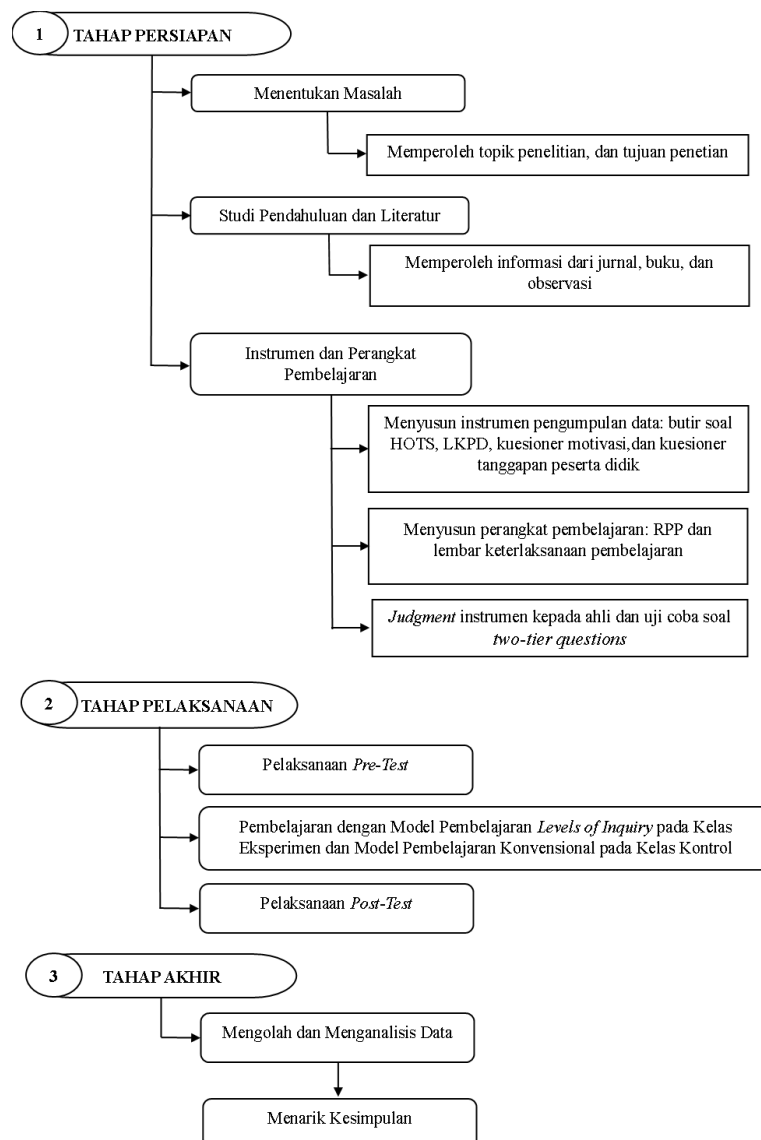 1 TAHAP PERSIAPAN
Menentukan Masalah
Memperoleh topik penelitian, dan tujuan penetian
Studi Pendahuluan dan Literatur
Memperoleh informasi dari jurnal, buku, dan
observasi
Instrumen dan Perangkat
Pembelajaran
Menyusun instrumen pengumpulan data: butir soal
HOTS, LKPD, kuesioner motivasi,dan kuesioner
tanggapan peserta didik
Menyusun perangkat pembelajaran: RPP dan
lembar keterlaksanaan pembelajaran
Judgment instrumen kepada ahli dan uji coba soal
two-tier questions
2 TAHAP PELAKSANAAN
Pelaksanaan Pre-Test
Pembelajaran dengan Model Pembelajaran Levels of Inquiry pada Kelas
Eksperimen dan Model Pembelajaran Konvensional pada Kelas Kontrol
Pelaksanaan Post-Test
3 TAHAP AKHIR
Mengolah dan Menganalisis Data
Menarik Kesimpulan